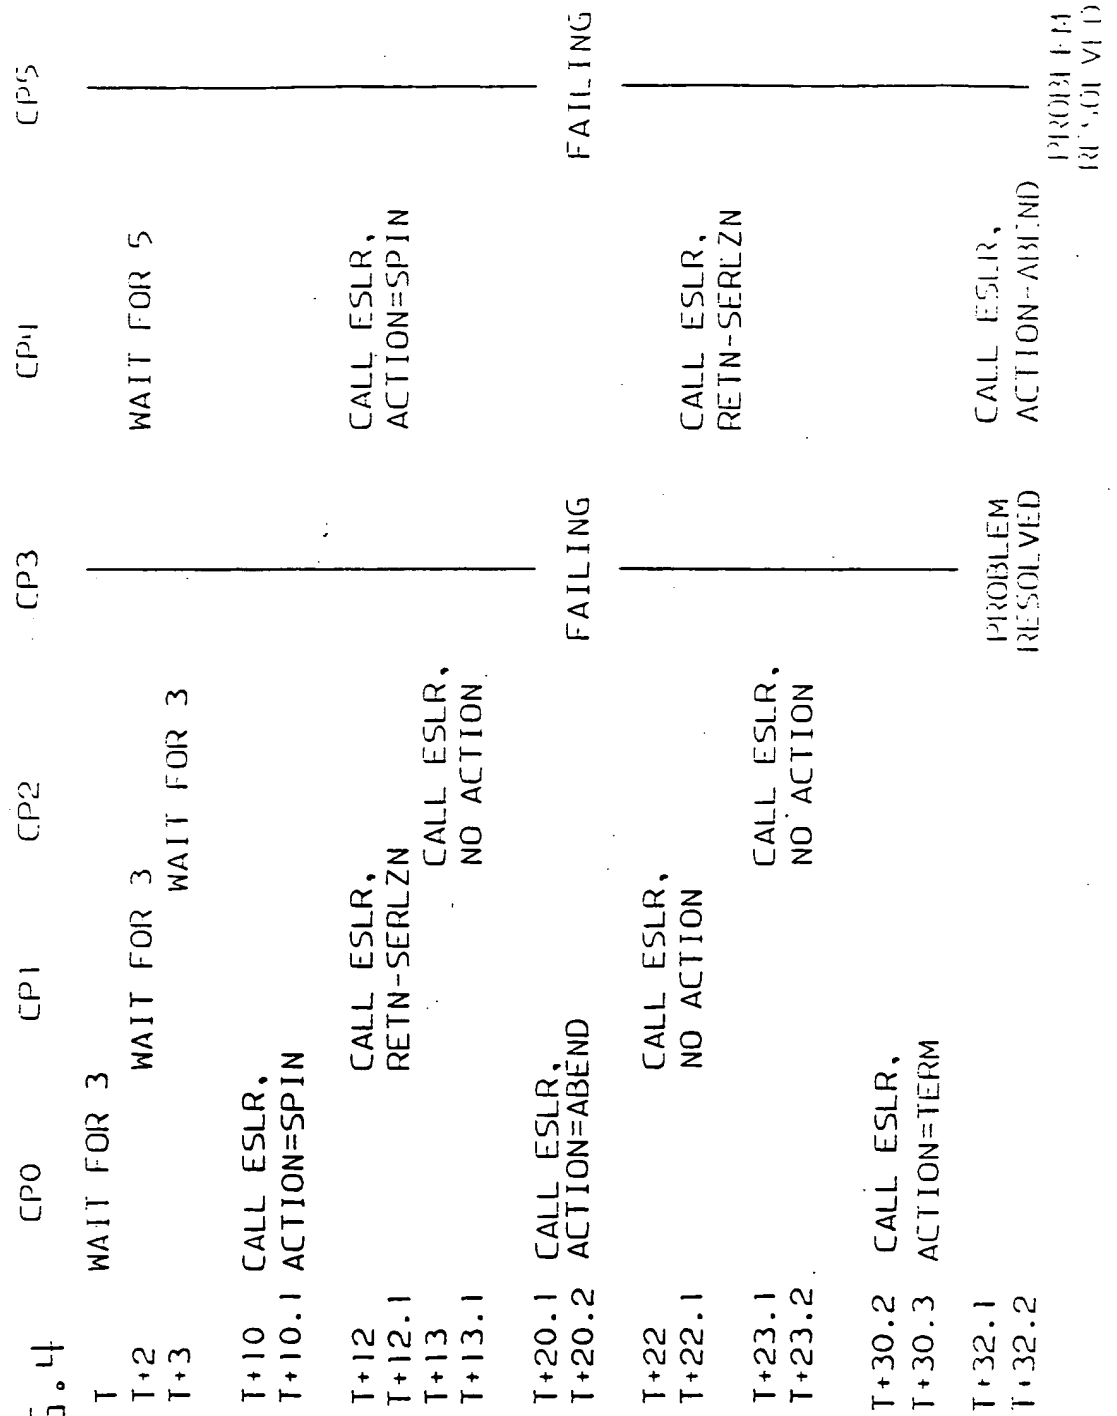 G.4
CP0 CP1 CP2 CP3 CP4 CP5
T WAIT FOR 3
T+2 WAIT FOR 3 WAIT FOR 5
T+3 WAIT FOR 3
T+10 CALL ESLR,
T+10.1 ACTION=SPIN
T+12 CALL ESLR, CALL ESLR,
T+12.1 RETN-SERLZN ACTION=SPIN
T+13 CALL ESLR,
T+13.1 NO ACTION
T+20.1 CALL ESLR,
T+20.2 ACTION=ABEND FAILING FAILING
T+22 CALL ESLR,
T+22.1 NO ACTION CALL ESLR,
RETN-SERLZN
T+23.1 CALL ESLR,
T+23.2 NO ACTION
T+30.2 CALL ESLR,
T+30.3 ACTION=TERM
T+32.1 PROBLEM CALL ESLR,
T+32.2 RESOLVED ACTION-ABEND
PROBLEM
RESOLVED